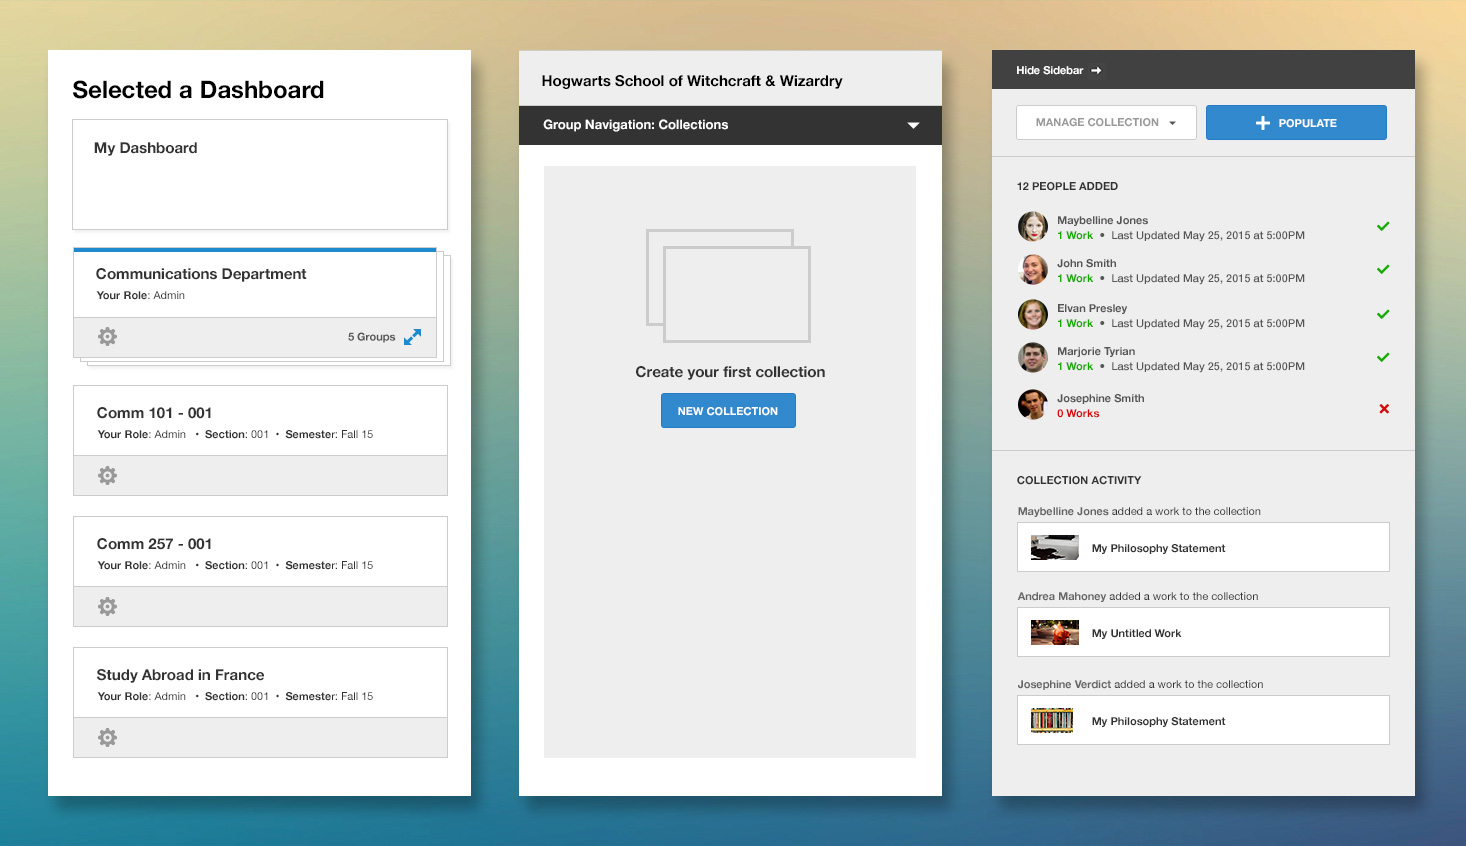 Selected a Dashboard
My Dashboard
Communications Department
Your Role: Admin
5 Groups
Comm 101 - 001
Your Role: Admin • Section: 001 • Semester: Fall 15
Comm 257 - 001
Your Role: Admin • Section: 001 • Semester: Fall 15
Study Abroad in France
Your Role: Admin • Section: 001 • Semester: Fall 15
Hogwarts School of Witchcraft & Wizardry
Group Navigation: Collections
Create your first collection
NEW COLLECTION
Hide Sidebar
MANAGE COLLECTION
POPULATE
12 PEOPLE ADDED
Maybelline Jones
1 Work • Last Updated May 25, 2015 at 5:00PM
John Smith
1 Work • Last Updated May 25, 2015 at 5:00PM
Elvan Presley
1 Work • Last Updated May 25, 2015 at 5:00PM
Marjorie Tyrian
1 Work • Last Updated May 25, 2015 at 5:00PM
Josephine Smith
0 Works
COLLECTION ACTIVITY
Maybelline Jones added a work to the collection
My Philosophy Statement
Andrea Mahoney added a work to the collection
My Untitled Work
Josephine Verdict added a work to the collection
My Philosophy Statement